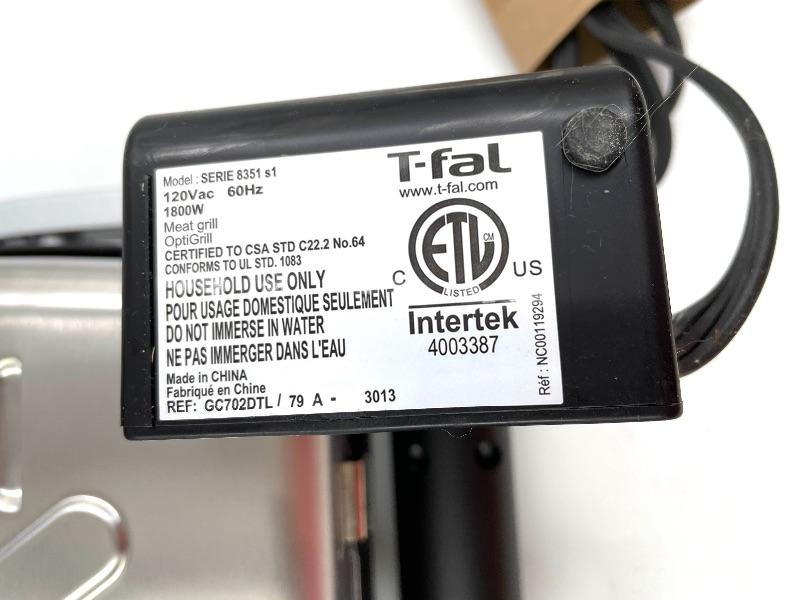 Model : SERIE 8351 s1
120Vac 60Hz
1800W
Meat grill
OptiGrill
CERTIFIED TO CSA STD C22.2 No.64
CONFORMS TO UL STD. 1083
HOUSEHOLD USE ONLY
POUR USAGE DOMESTIQUE SEULEMENT
DO NOT IMMERSE IN WATER
NE PAS IMMERGER DANS L'EAU
Made in CHINA
Fabriqué en Chine
REF: GC702DTL / 79 A - 3013
T-faL
www.t-fal.com
ETL CM
C US
LISTED
Intertek
4003387
Réf : NC00119294